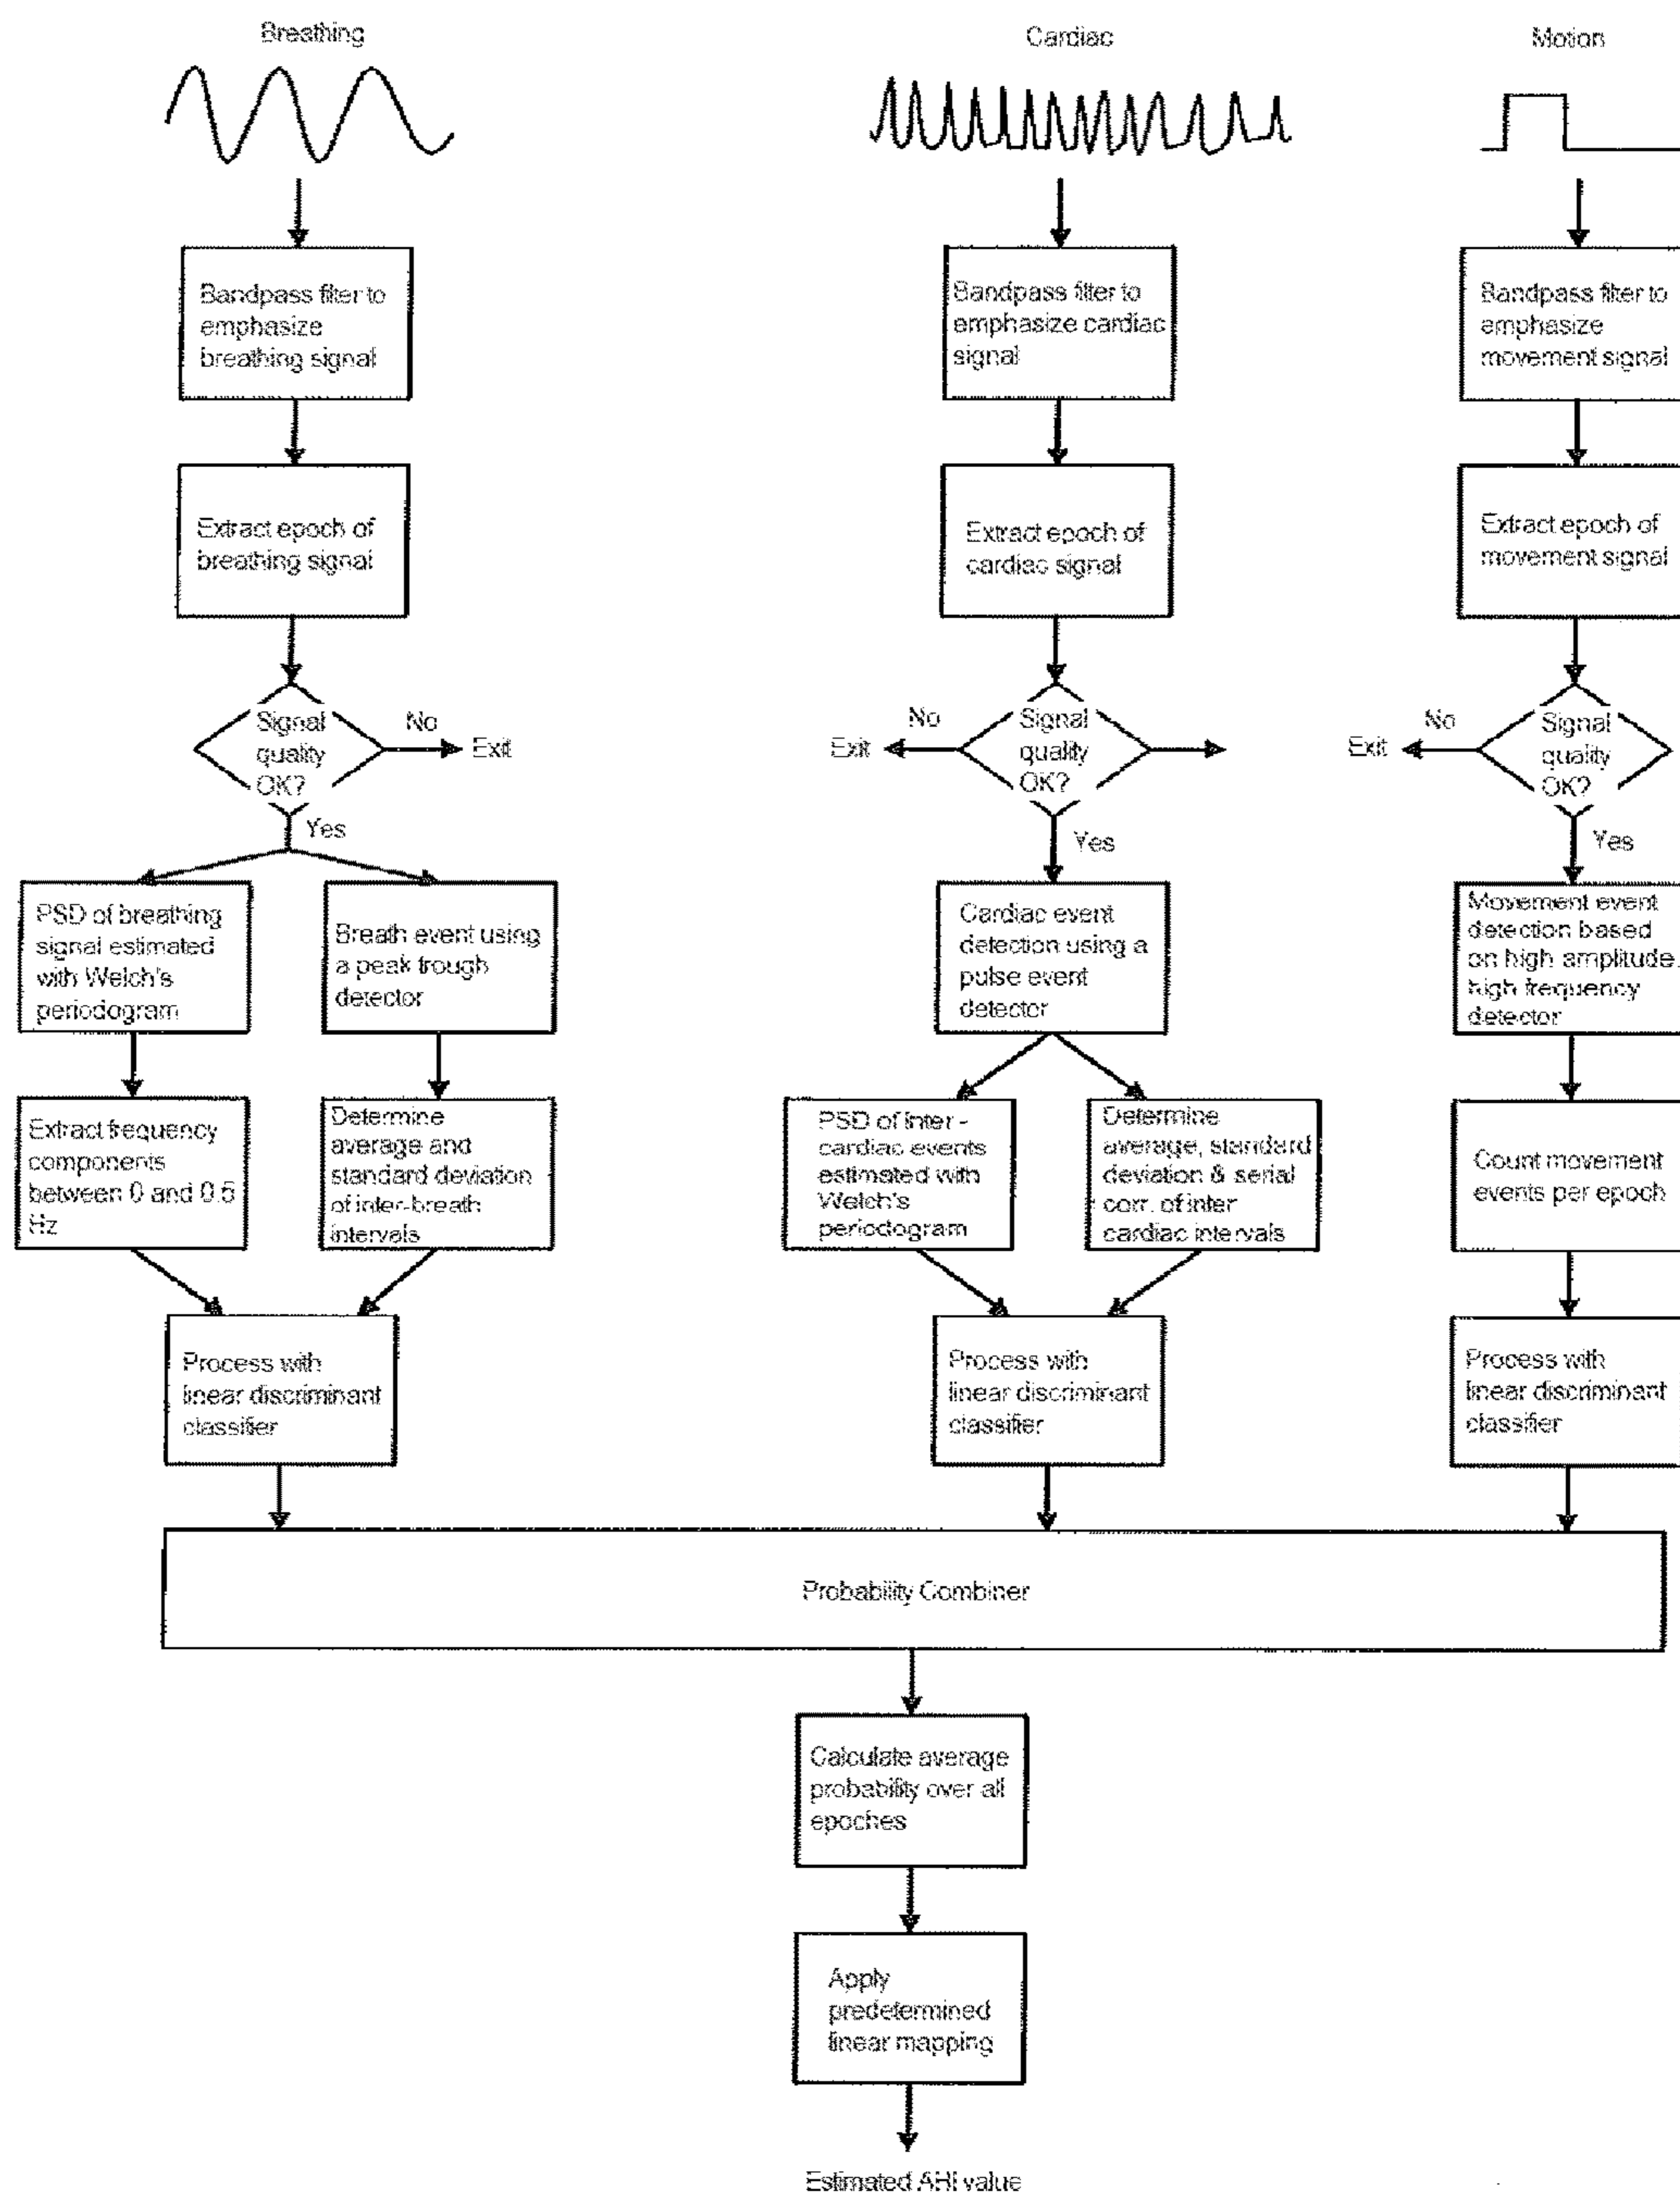 Breathing
Cardiac
Motion
Bandpass filter to
emphasize
breathing signal
Bandpass filter to
emphasize cardiac
signal
Bandpass filter to
emphasize
movement signal
Extract epoch of
breathing signal
Extract epoch of
cardiac signal
Extract epoch of
movement signal
Signal
quality
OK?
No
Exit
Yes
No
Exit
Signal
quality
OK?
Yes
No
Exit
Signal
quality
OK?
Yes
PSD of breathing
signal estimated
with Welch's
periodogram
Breath event using
a peak trough
detector
Cardiac event
detection using a
pulse event
detector
Movement event
detection based
on high amplitude,
high frequency
detector
Extract frequency
components
between 0 and 0.5
Hz
Determine
average and
standard deviation
of inter-breath
intervals
PSD of inter-
cardiac events
estimated with
Welch's
periodogram
Determine
average, standard
deviation & serial
corr. of inter
cardiac intervals
Count movement
events per epoch
Process with
linear discriminant
classifier
Process with
linear discriminant
classifier
Process with
linear discriminant
classifier
Probability Combiner
Calculate average
probability over all
epoches
Apply
predetermined
linear mapping
Estimated AHI value